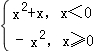 x²+x, x<0
-x², x≥0